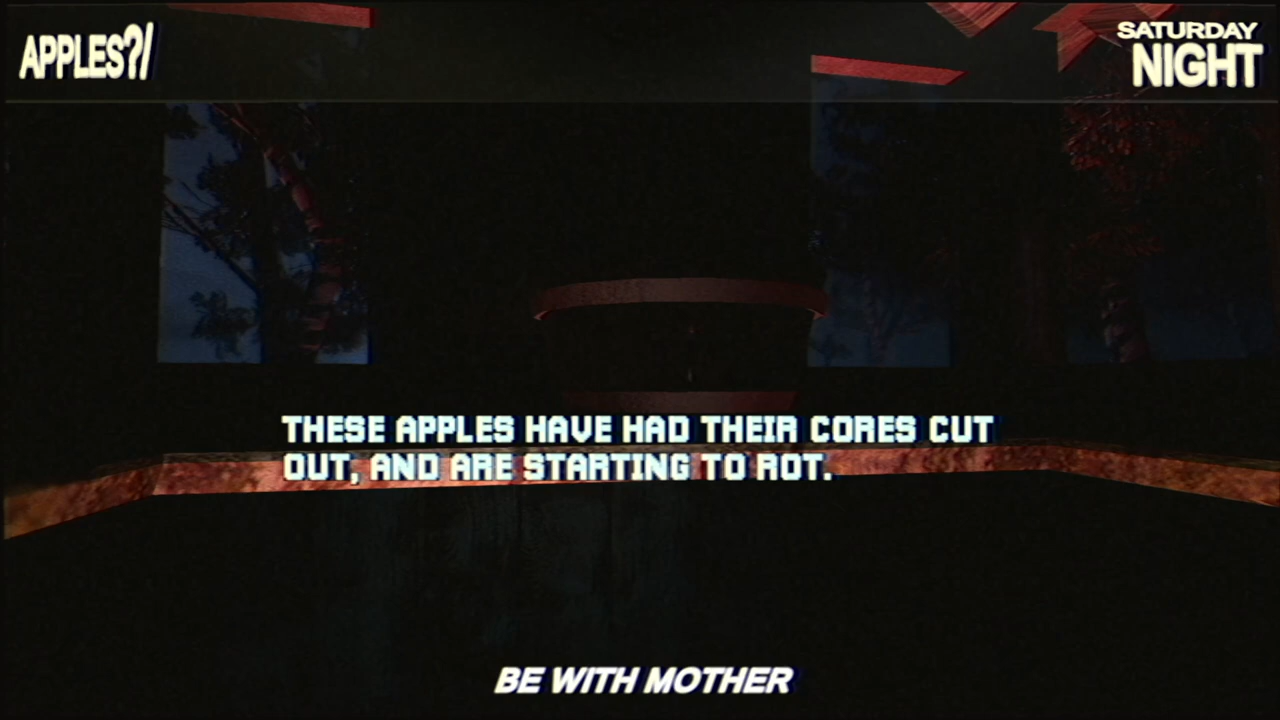 APPLES?/
SATURDAY
NIGHT
THESE APPLES HAVE HAD THEIR CORES CUT
OUT, AND ARE STARTING TO ROT.
BE WITH MOTHER